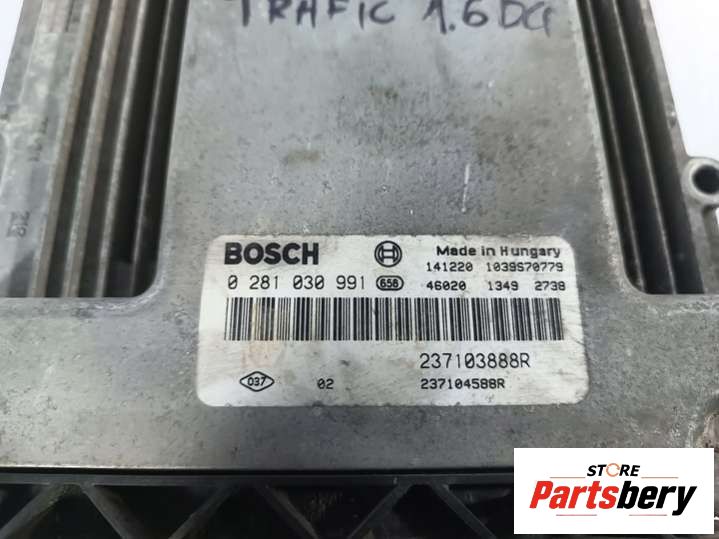 TRAFIC 1.6 DCI
BOSCH Made in Hungary
141220 1039S70779
0 281 030 991 658 46020 1349 2738
237103888R
037 02 237104588R
STORE
Partsbery